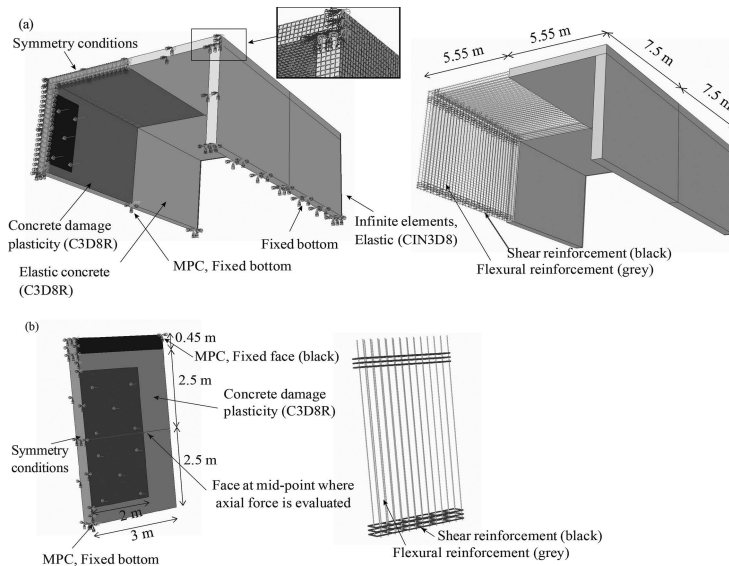 (a)
Symmetry conditions
5.55 m
5.55 m
7.5 m
7.5 m
Concrete damage
plasticity (C3D8R)
Elastic concrete
(C3D8R)
MPC, Fixed bottom
Fixed bottom
Infinite elements,
Elastic (CIN3D8)
Shear reinforcement (black)
Flexural reinforcement (grey)
(b)
0.45 m
MPC, Fixed face (black)
2.5 m
Concrete damage
plasticity (C3D8R)
Symmetry
conditions
2.5 m
Face at mid-point where
axial force is evaluated
2 m
3 m
MPC, Fixed bottom
Shear reinforcement (black)
Flexural reinforcement (grey)